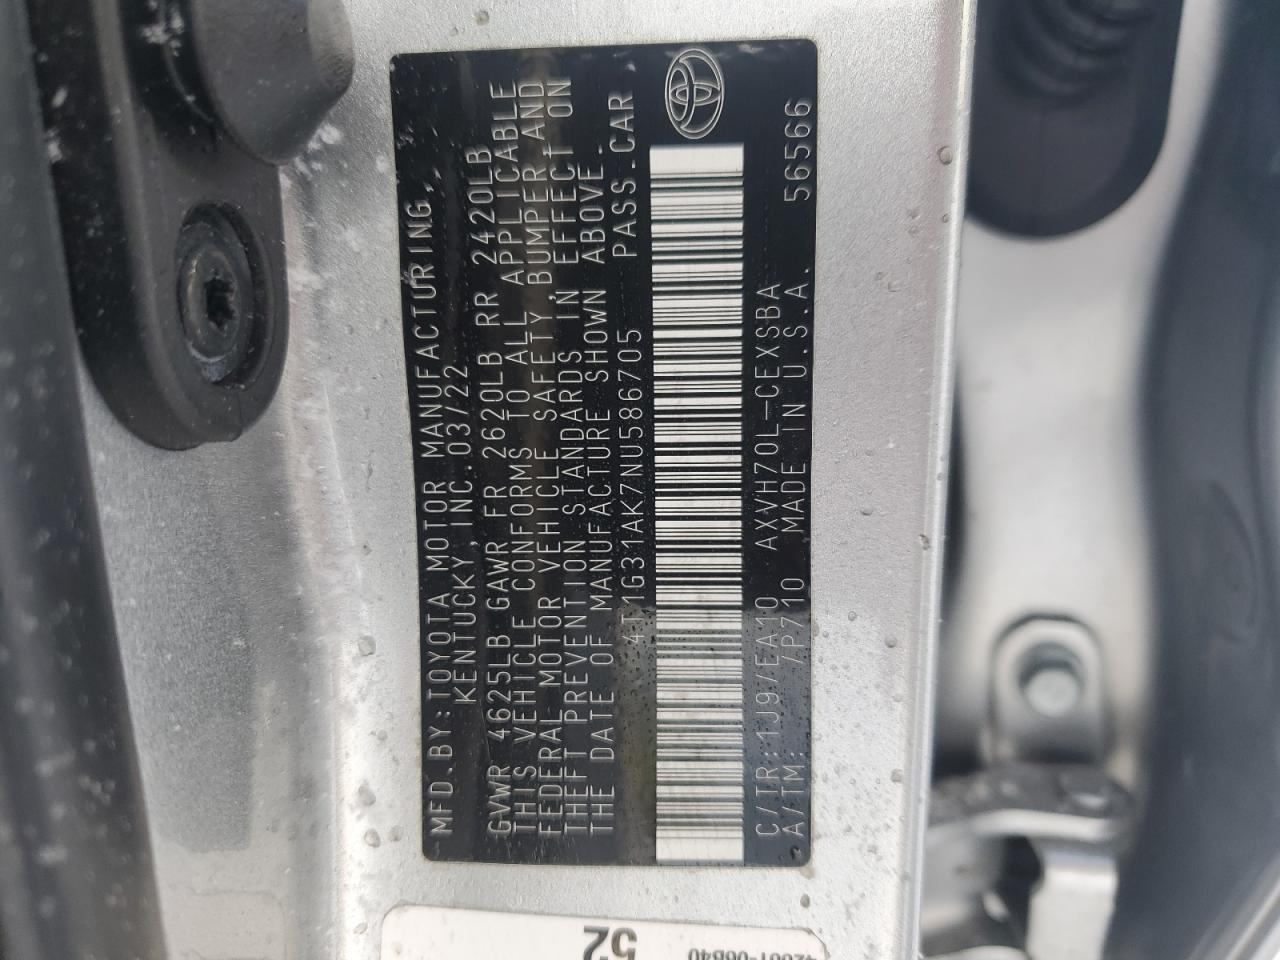 MFD.BY:TOYOTA MOTOR MANUFACTURING,
KENTUCKY,INC.03/22
GVWR 4625LB GAWR FR 2620LB RR 2420LB
THIS VEHICLE CONFORMS TO ALL APPLICABLE
FEDERAL MOTOR VEHICLE SAFETY,BUMPER,AND
THEFT PREVENTION STANDARDS IN EFFECT ON
THE DATE OF MANUFACTURE SHOWN ABOVE.
4T1G31AK7NU586705 PASS.CAR
C/TR:1J9/EA10 AXVH70L-CEXSBA
A/TM: /P710 MADE IN U.S.A. 56566
52